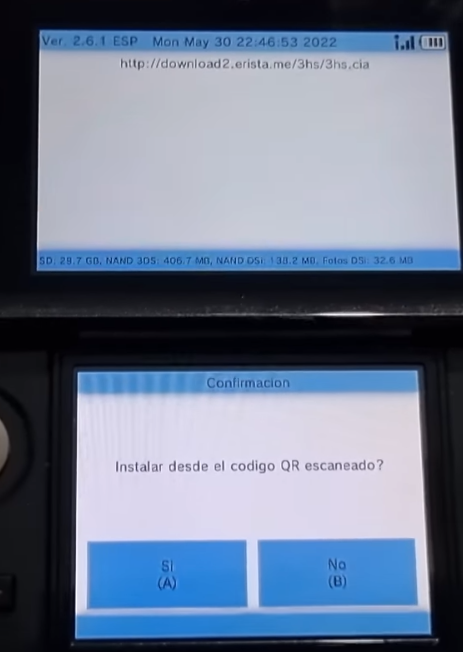 Ver. 2.6.1 ESP Mon May 30 22:46:53 2022
http://download2.erista.me/3hs/3hs.cia
SD: 29.7 GB, NAND 3DS: 406.7 MB, NAND DSi: 130.2 MB, Fotos DSi: 32.6 MB
Confirmacion
Instalar desde el codigo QR escaneado?
Si
(A)
No
(B)